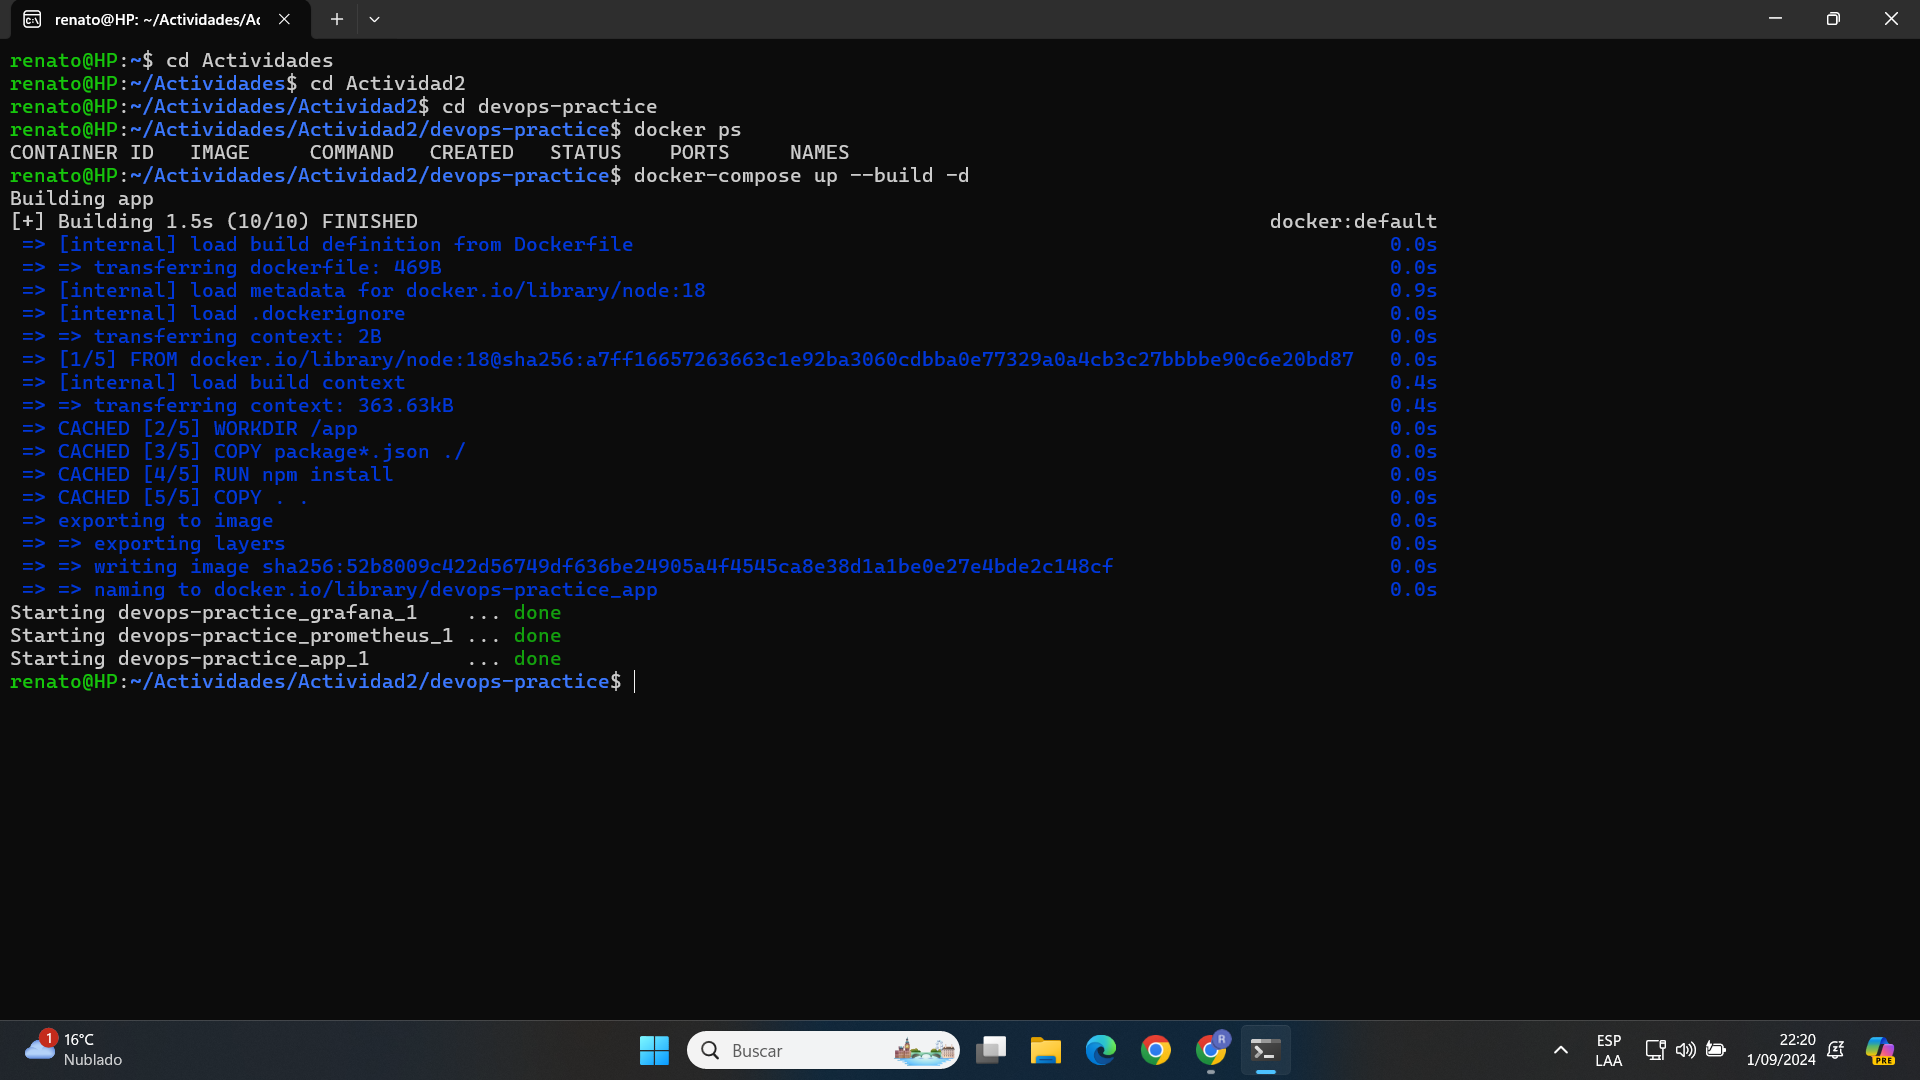 renato@HP: ~/Actividades/Ac
renato@HP:~$ cd Actividades
renato@HP:~/Actividades$ cd Actividad2
renato@HP:~/Actividades/Actividad2$ cd devops-practice
renato@HP:~/Actividades/Actividad2/devops-practice$ docker ps
CONTAINER ID   IMAGE     COMMAND   CREATED   STATUS    PORTS     NAMES
renato@HP:~/Actividades/Actividad2/devops-practice$ docker-compose up --build -d
Building app
[+] Building 1.5s (10/10) FINISHED docker:default
=> [internal] load build definition from Dockerfile 0.0s
=> => transferring dockerfile: 469B 0.0s
=> [internal] load metadata for docker.io/library/node:18 0.9s
=> [internal] load .dockerignore 0.0s
=> => transferring context: 2B 0.0s
=> [1/5] FROM docker.io/library/node:18@sha256:a7ff16657263663c1e92ba3060cdbba0e77329a0a4cb3c27bbbbe90c6e20bd87 0.0s
=> [internal] load build context 0.4s
=> => transferring context: 363.63kB 0.4s
=> CACHED [2/5] WORKDIR /app 0.0s
=> CACHED [3/5] COPY package*.json ./ 0.0s
=> CACHED [4/5] RUN npm install 0.0s
=> CACHED [5/5] COPY . . 0.0s
=> exporting to image 0.0s
=> => exporting layers 0.0s
=> => writing image sha256:52b8009c422d56749df636be24905a4f4545ca8e38d1a1be0e27e4bde2c148cf 0.0s
=> => naming to docker.io/library/devops-practice_app 0.0s
Starting devops-practice_grafana_1    ... done
Starting devops-practice_prometheus_1 ... done
Starting devops-practice_app_1        ... done
renato@HP:~/Actividades/Actividad2/devops-practice$
1
16°C
Nublado
Buscar
R
ESP
LAA
22:20
1/09/2024
PRE